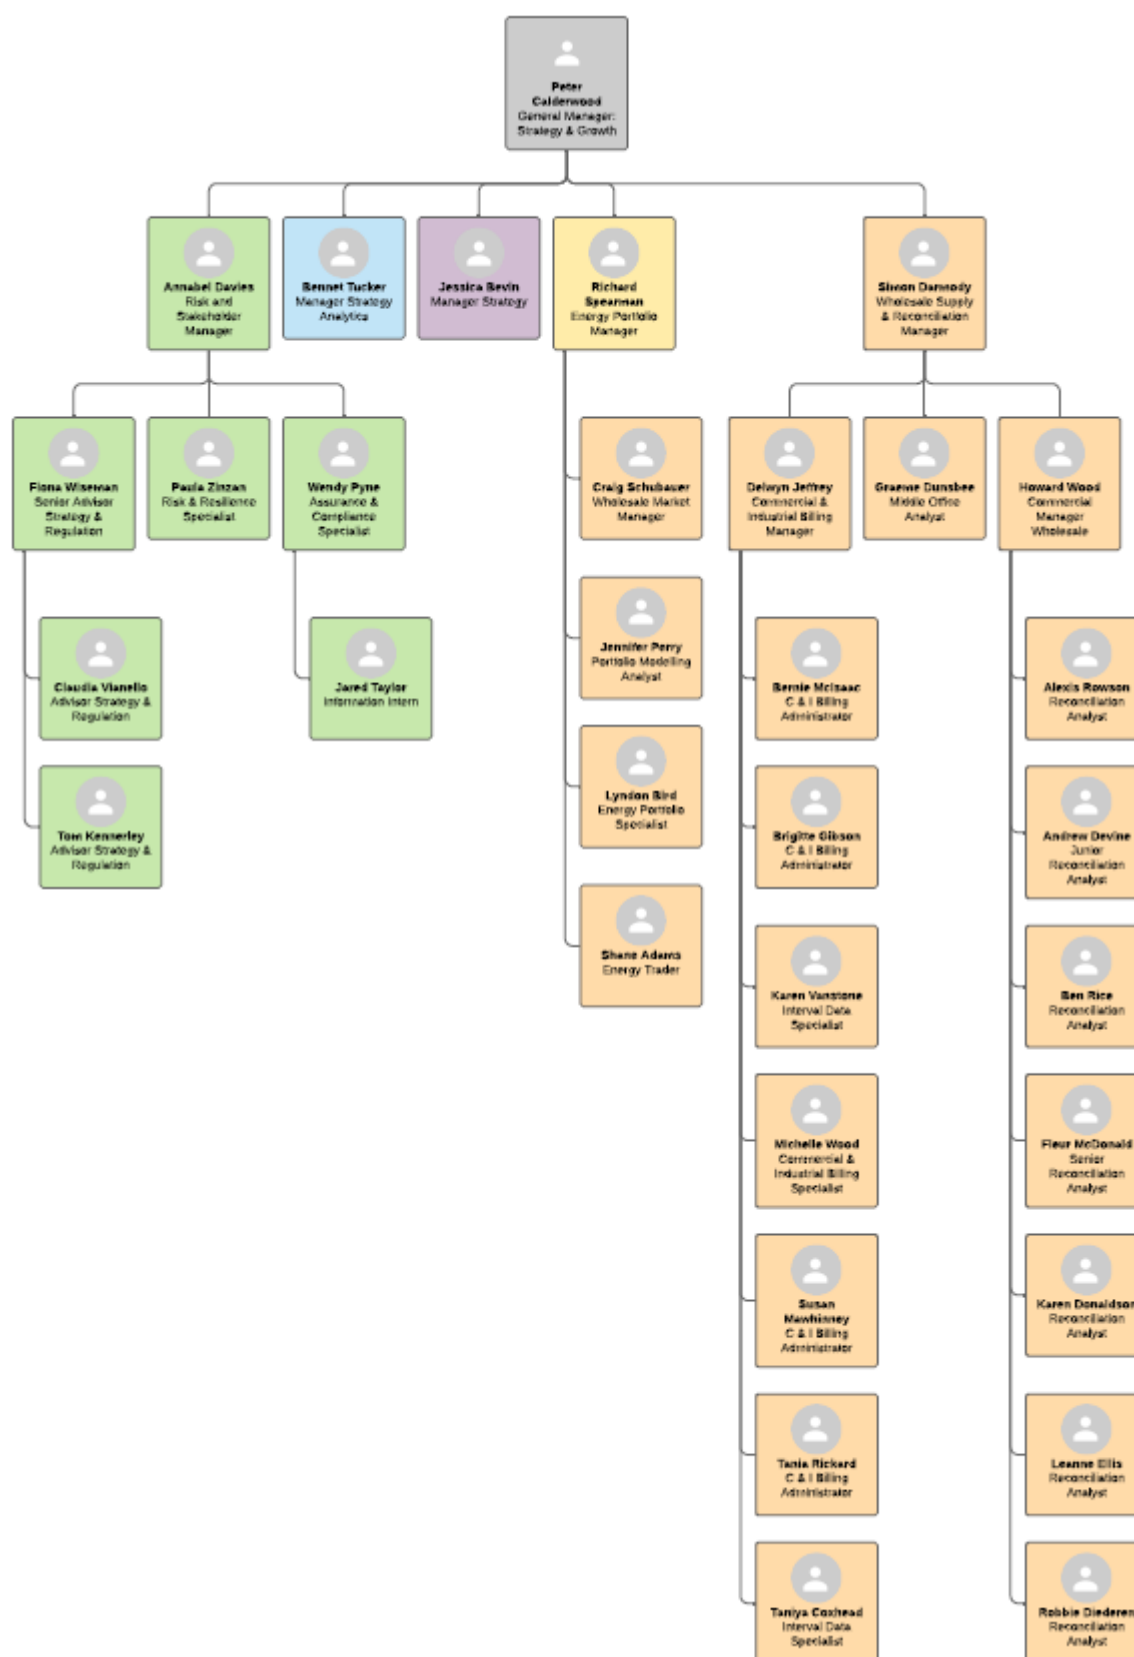 Peter
Calderwood
General Manager:
Strategy & Growth
Annabel Davies
Risk and
Stakeholder
Manager
Bennet Tucker
Manager Strategy
Analytics
Jessica Bevin
Manager Strategy
Richard
Spearman
Energy Portfolio
Manager
Simon Darmody
Wholesale Supply
& Reconciliation
Manager
Fiona Wiseman
Senior Advisor
Strategy &
Regulation
Paula Zinzan
Risk & Resilience
Specialist
Wendy Pyne
Assurance &
Compliance
Specialist
Craig Schubauer
Wholesale Market
Manager
Delwyn Jeffrey
Commercial &
Industrial Billing
Manager
Graeme Dunsbee
Middle Office
Analyst
Howard Wood
Commercial
Manager
Wholesale
Claudia Vianello
Advisor Strategy &
Regulation
Jared Taylor
Information Intern
Jennifer Perry
Portfolio Modelling
Analyst
Bernie McIsaac
C & I Billing
Administrator
Alexis Rowson
Reconciliation
Analyst
Tom Kennerley
Advisor Strategy &
Regulation
Lyndon Bird
Energy Portfolio
Specialist
Brigitte Gibson
C & I Billing
Administrator
Andrew Devine
Junior
Reconciliation
Analyst
Shane Adams
Energy Trader
Karen Vanstone
Interval Data
Specialist
Ben Rice
Reconciliation
Analyst
Michelle Wood
Commercial &
Industrial Billing
Specialist
Fleur McDonald
Senior
Reconciliation
Analyst
Susan
Mawhinney
C & I Billing
Administrator
Karen Donaldson
Reconciliation
Analyst
Tania Rickard
C & I Billing
Administrator
Leanne Ellis
Reconciliation
Analyst
Taniya Coxhead
Interval Data
Specialist
Robbie Diederen
Reconciliation
Analyst